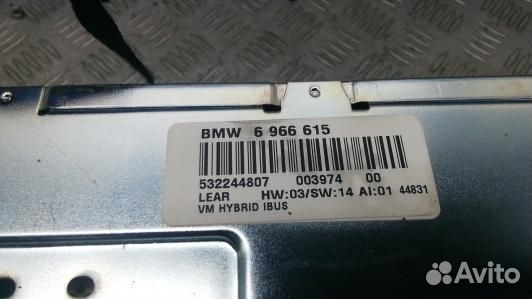 BMW 6 966 615
532244807 003974 00
LEAR HW:03/SW:14 AI:01 44831
VM HYBRID IBUS
Avito